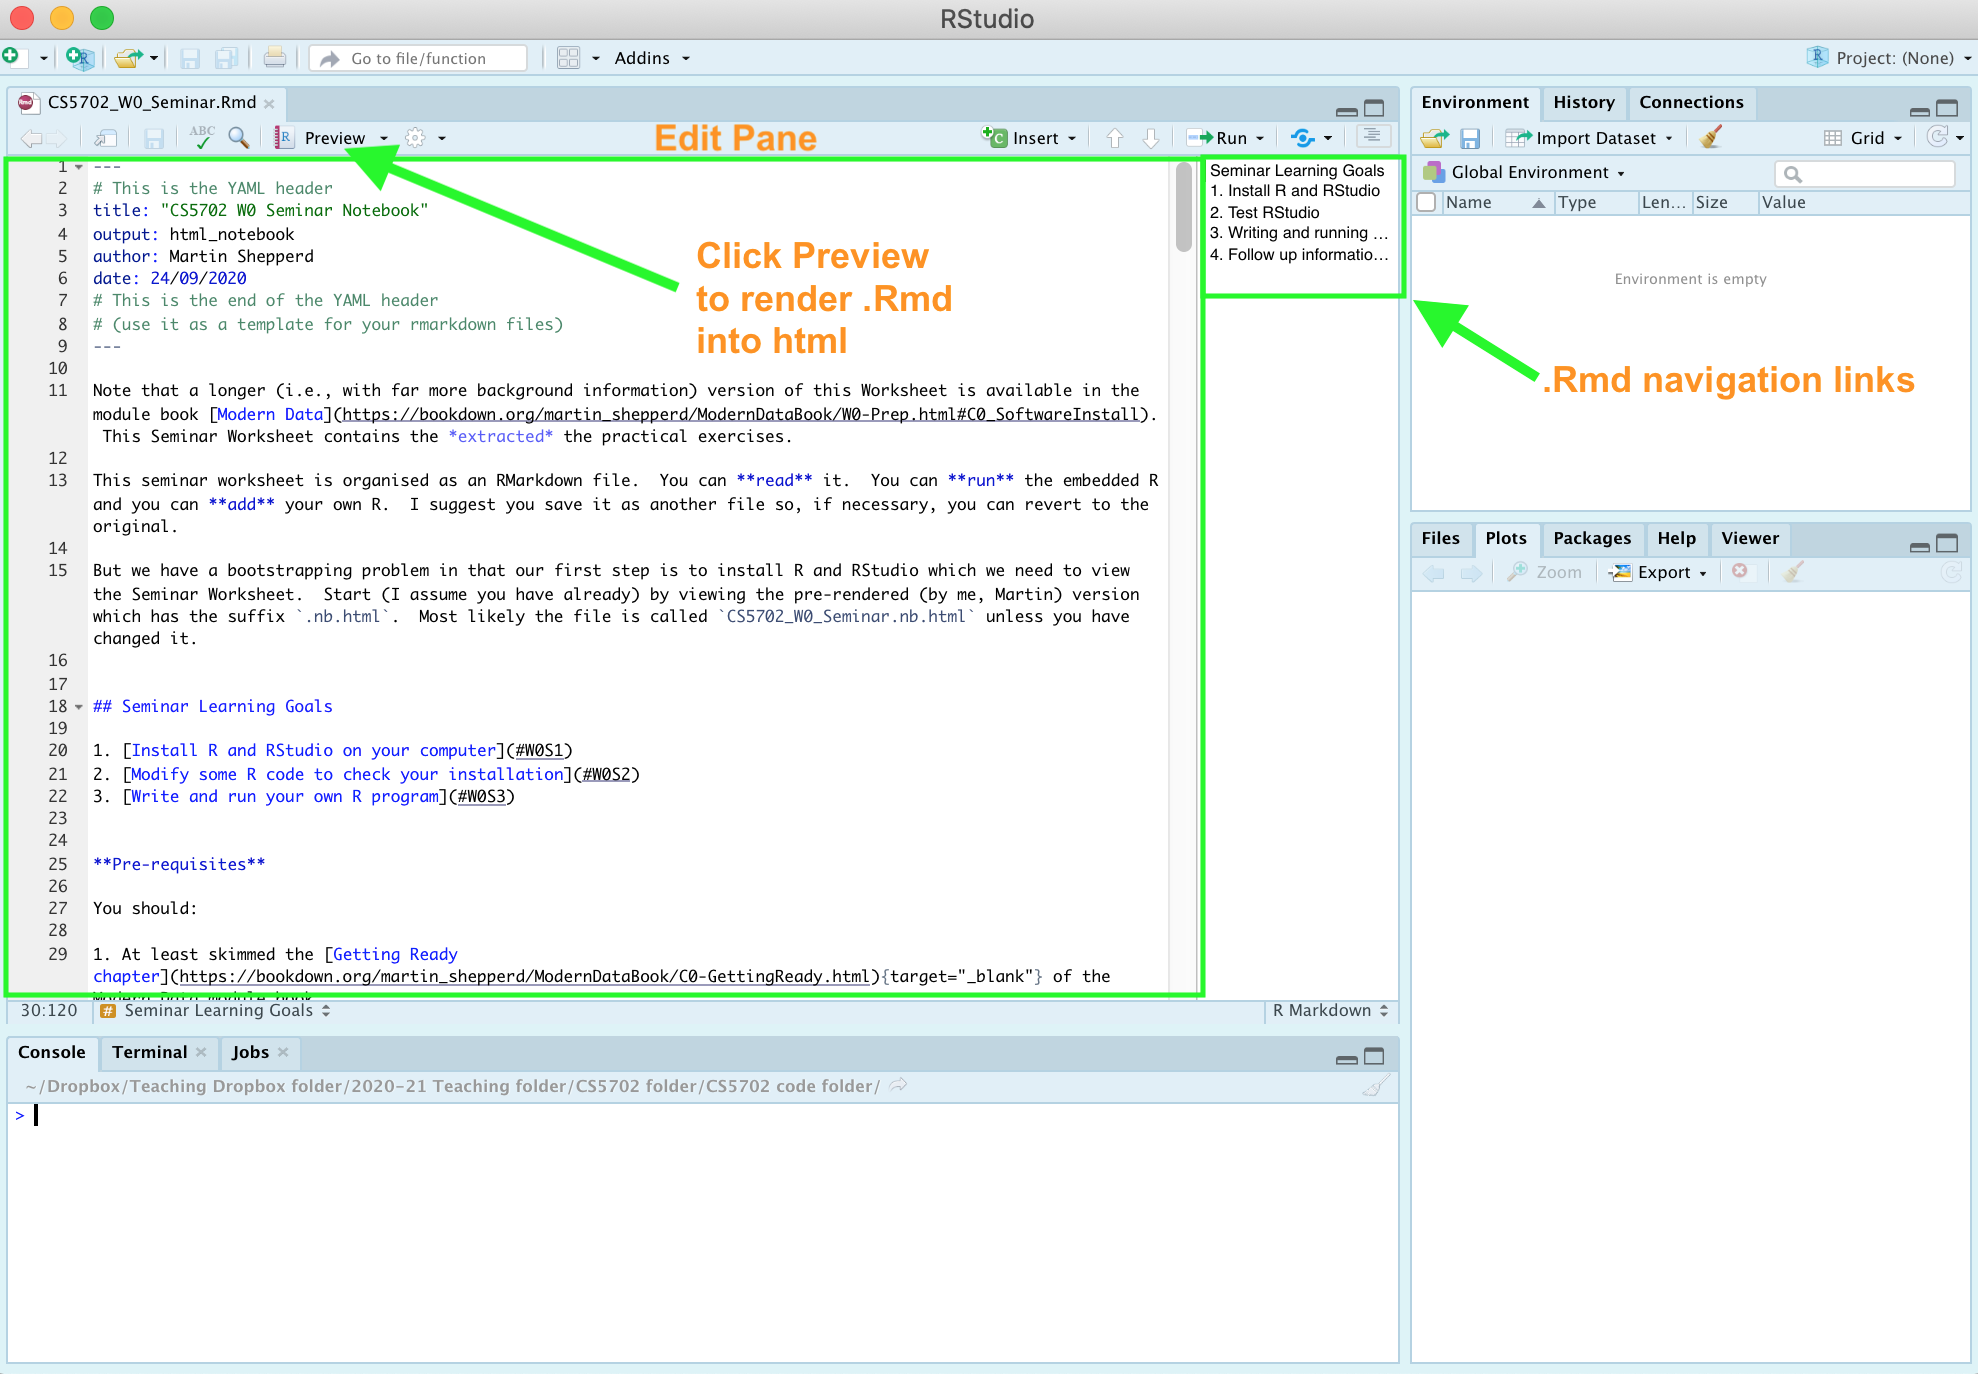 RStudio
Go to file/function
Addins
Project: (None)
CS5702_W0_Seminar.Rmd
ABC
Preview
Edit Pane
Insert
Run
1 ---
2 # This is the YAML header
3 title: "CS5702 W0 Seminar Notebook"
4 output: html_notebook
5 author: Martin Shepperd
6 date: 24/09/2020
7 # This is the end of the YAML header
8 # (use it as a template for your rmarkdown files)
9 ---
10
11 Note that a longer (i.e., with far more background information) version of this Worksheet is available in the
module book [Modern Data](https://bookdown.org/martin_shepperd/ModernDataBook/W0-Prep.html#C0_SoftwareInstall).
This Seminar Worksheet contains the *extracted* the practical exercises.
12
13 This seminar worksheet is organised as an RMarkdown file.  You can **read** it.  You can **run** the embedded R
and you can **add** your own R.  I suggest you save it as another file so, if necessary, you can revert to the
original.
14
15 But we have a bootstrapping problem in that our first step is to install R and RStudio which we need to view
the Seminar Worksheet.  Start (I assume you have already) by viewing the pre-rendered (by me, Martin) version
which has the suffix `.nb.html`.  Most likely the file is called `CS5702_W0_Seminar.nb.html` unless you have
changed it.
16
17
18 ## Seminar Learning Goals
19
20 1. [Install R and RStudio on your computer](#W0S1)
21 2. [Modify some R code to check your installation](#W0S2)
22 3. [Write and run your own R program](#W0S3)
23
24
25 **Pre-requisites**
26
27 You should:
28
29 1. At least skimmed the [Getting Ready
chapter](https://bookdown.org/martin_shepperd/ModernDataBook/C0-GettingReady.html){target="_blank"} of the
Modern Data module book
Click Preview
to render .Rmd
into html
Seminar Learning Goals
1. Install R and RStudio
2. Test RStudio
3. Writing and running ...
4. Follow up informatio...
30:120
# Seminar Learning Goals
R Markdown
Console Terminal Jobs
~/Dropbox/Teaching Dropbox folder/2020-21 Teaching folder/CS5702 folder/CS5702 code folder/
>
Environment History Connections
Import Dataset
Grid
Global Environment
Name Type Len... Size Value
Environment is empty
.Rmd navigation links
Files Plots Packages Help Viewer
Zoom Export